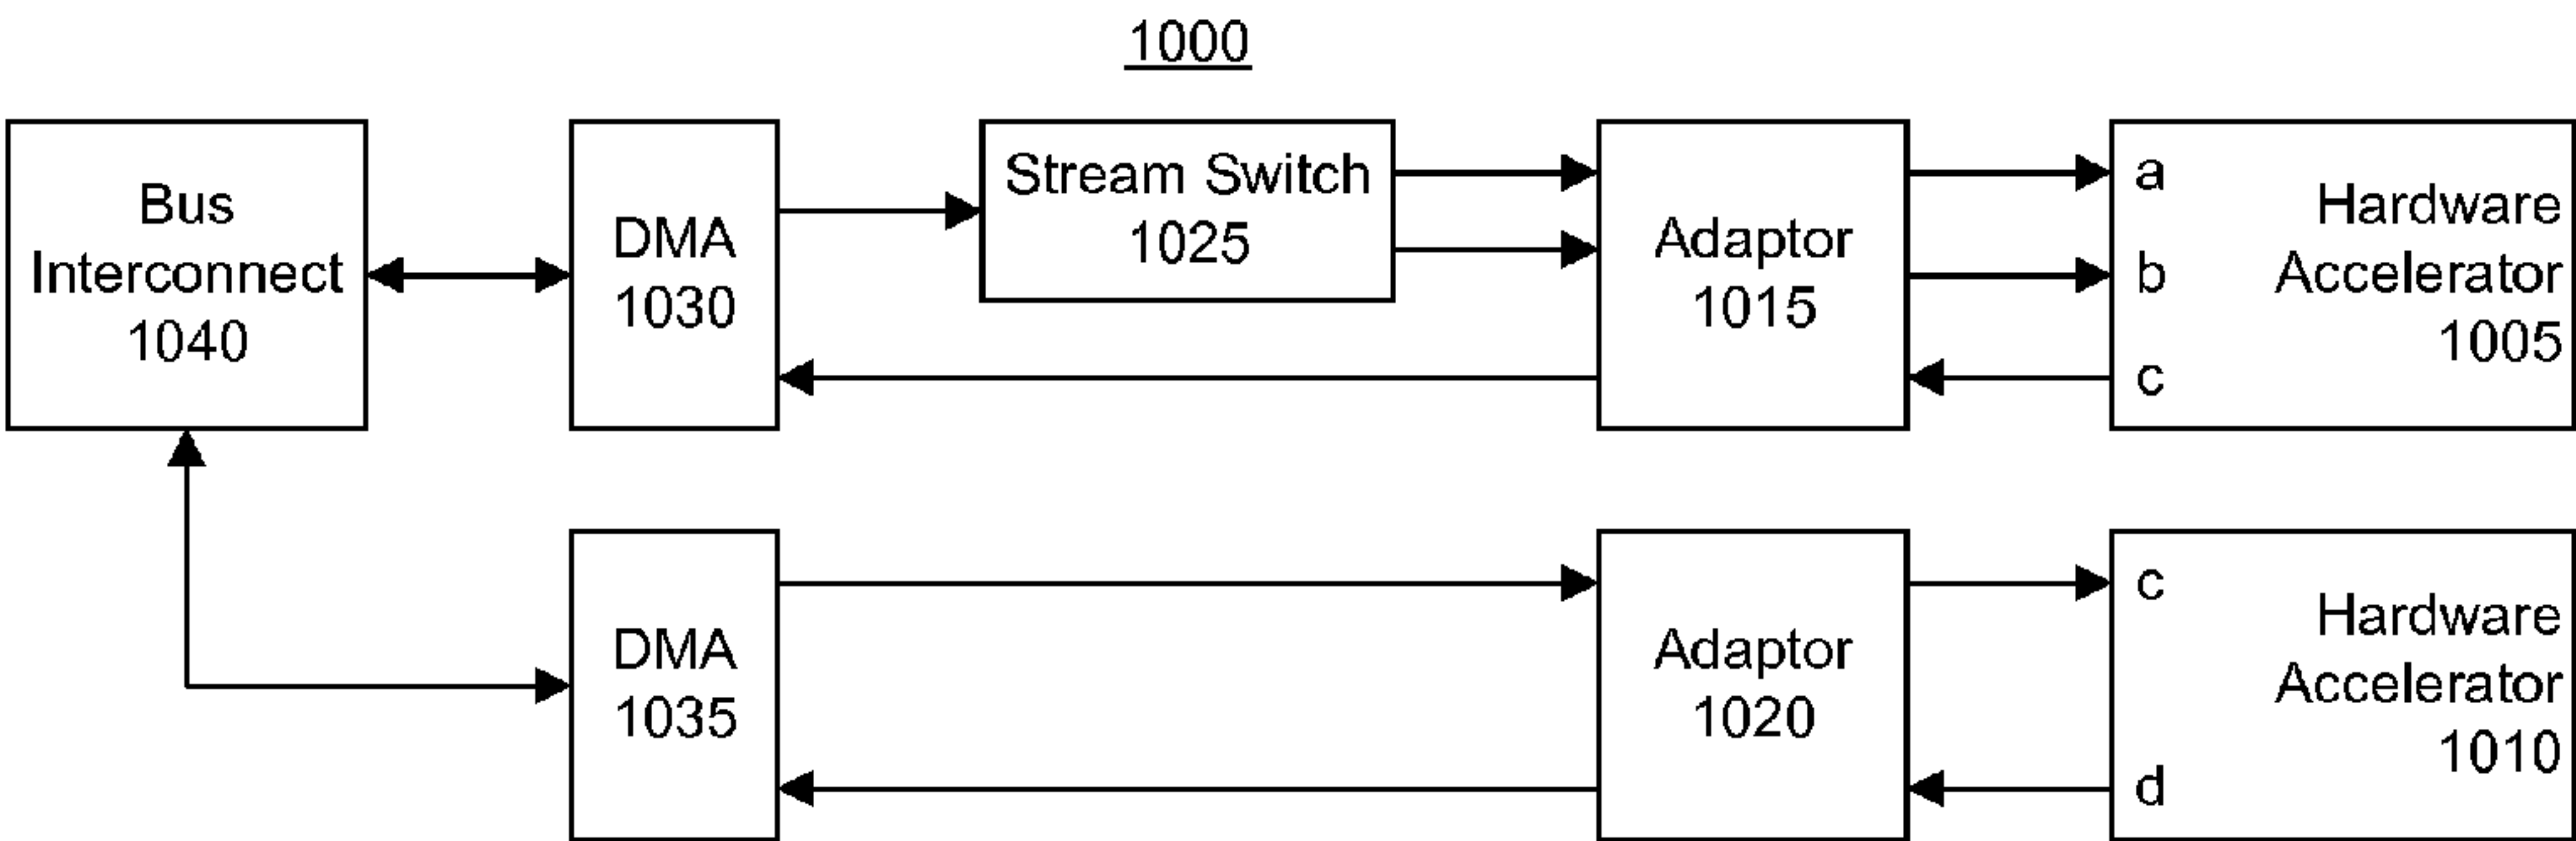 1000
Bus
Interconnect
1040
DMA
1030
Stream Switch
1025
Adaptor
1015
a
b
c
Hardware
Accelerator
1005
DMA
1035
Adaptor
1020
c
d
Hardware
Accelerator
1010